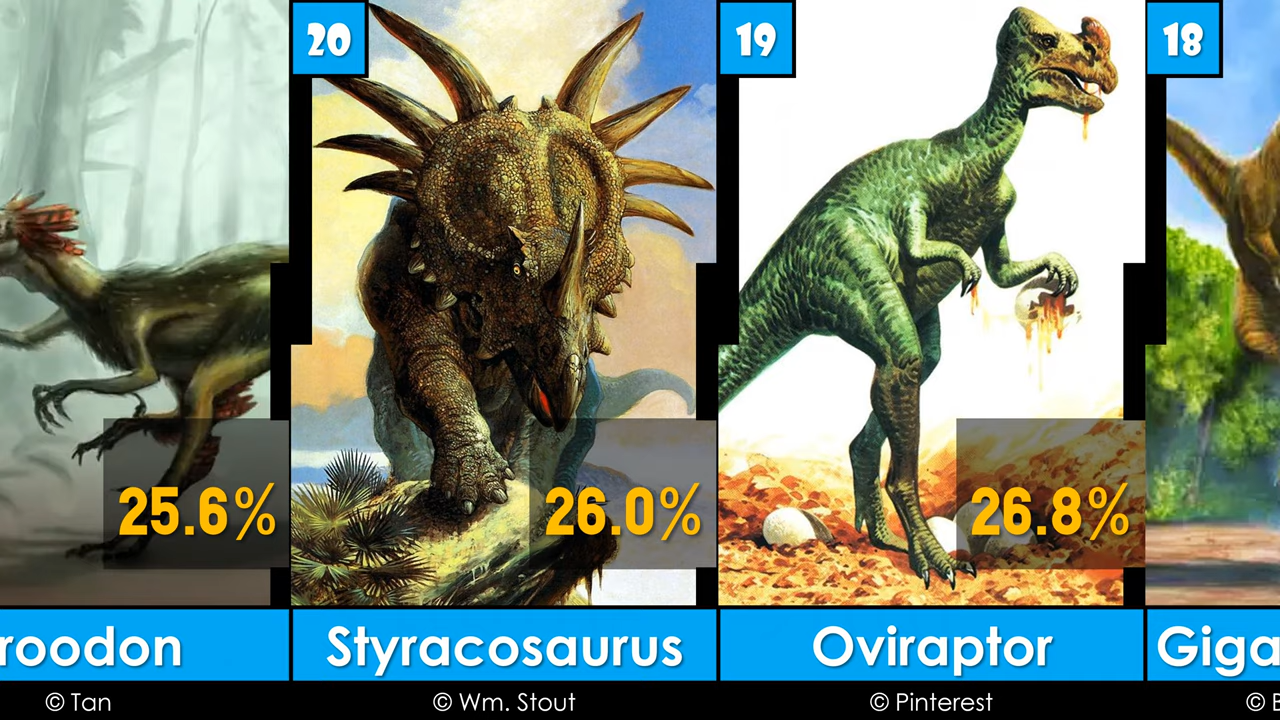 20
19
18
25.6%
26.0%
26.8%
roodon
Styracosaurus
Oviraptor
Giga
© Tan
© Wm. Stout
© Pinterest
©